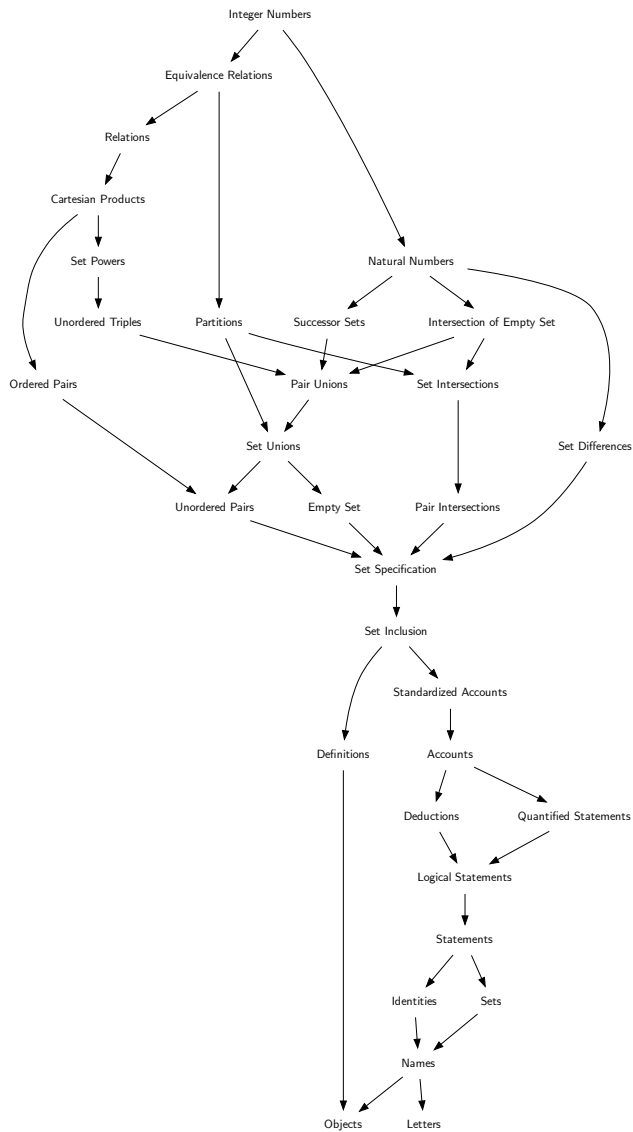 Integer Numbers
Equivalence Relations
Relations
Cartesian Products
Set Powers
Natural Numbers
Unordered Triples
Partitions
Successor Sets
Intersection of Empty Set
Ordered Pairs
Pair Unions
Set Intersections
Set Unions
Set Differences
Unordered Pairs
Empty Set
Pair Intersections
Set Specification
Set Inclusion
Standardized Accounts
Definitions
Accounts
Deductions
Quantified Statements
Logical Statements
Statements
Identities
Sets
Names
Objects
Letters